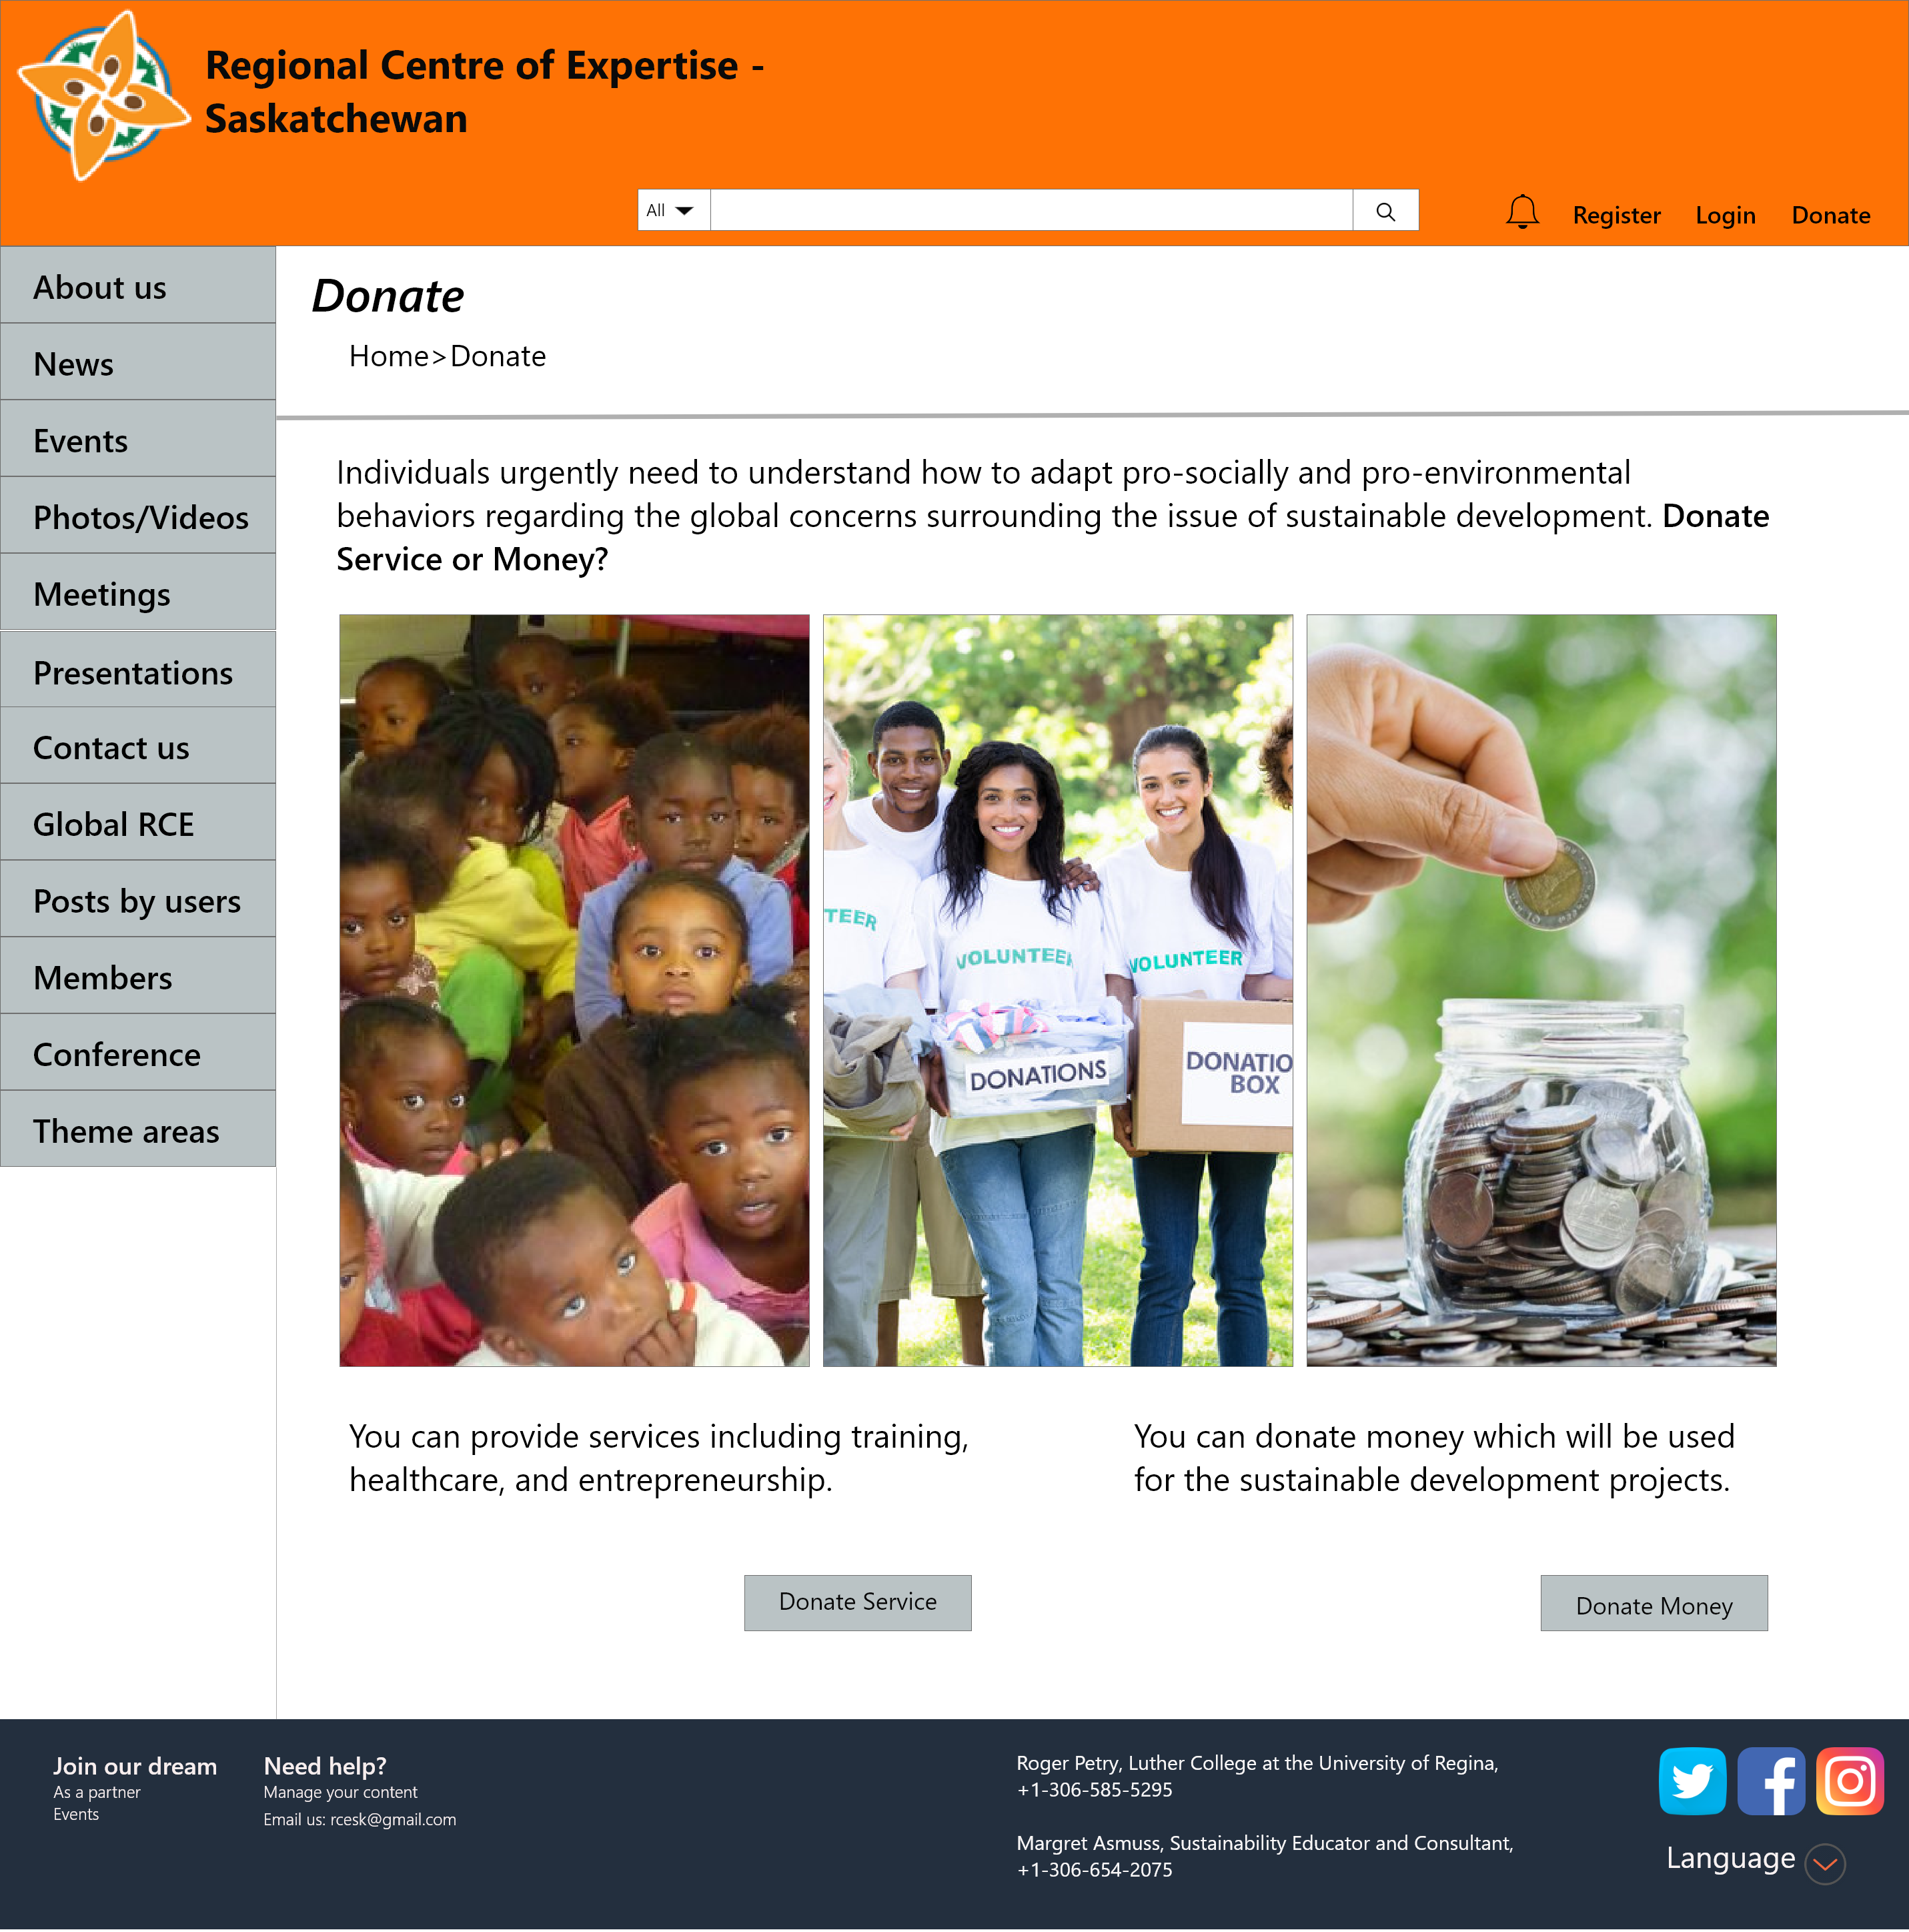 Regional Centre of Expertise -
Saskatchewan
All
Register
Login
Donate
About us
News
Events
Photos/Videos
Meetings
Presentations
Contact us
Global RCE
Posts by users
Members
Conference
Theme areas
Donate
Home>Donate
Individuals urgently need to understand how to adapt pro-socially and pro-environmental
behaviors regarding the global concerns surrounding the issue of sustainable development. Donate
Service or Money?
TEER
VOLUNTEER
VOLUNTEER
DONATIONS
DONATIO
BOX
You can provide services including training,
healthcare, and entrepreneurship.
You can donate money which will be used
for the sustainable development projects.
Donate Service
Donate Money
Join our dream
As a partner
Events
Need help?
Manage your content
Email us: rcesk@gmail.com
Roger Petry, Luther College at the University of Regina,
+1-306-585-5295
Margret Asmuss, Sustainability Educator and Consultant,
+1-306-654-2075
Language